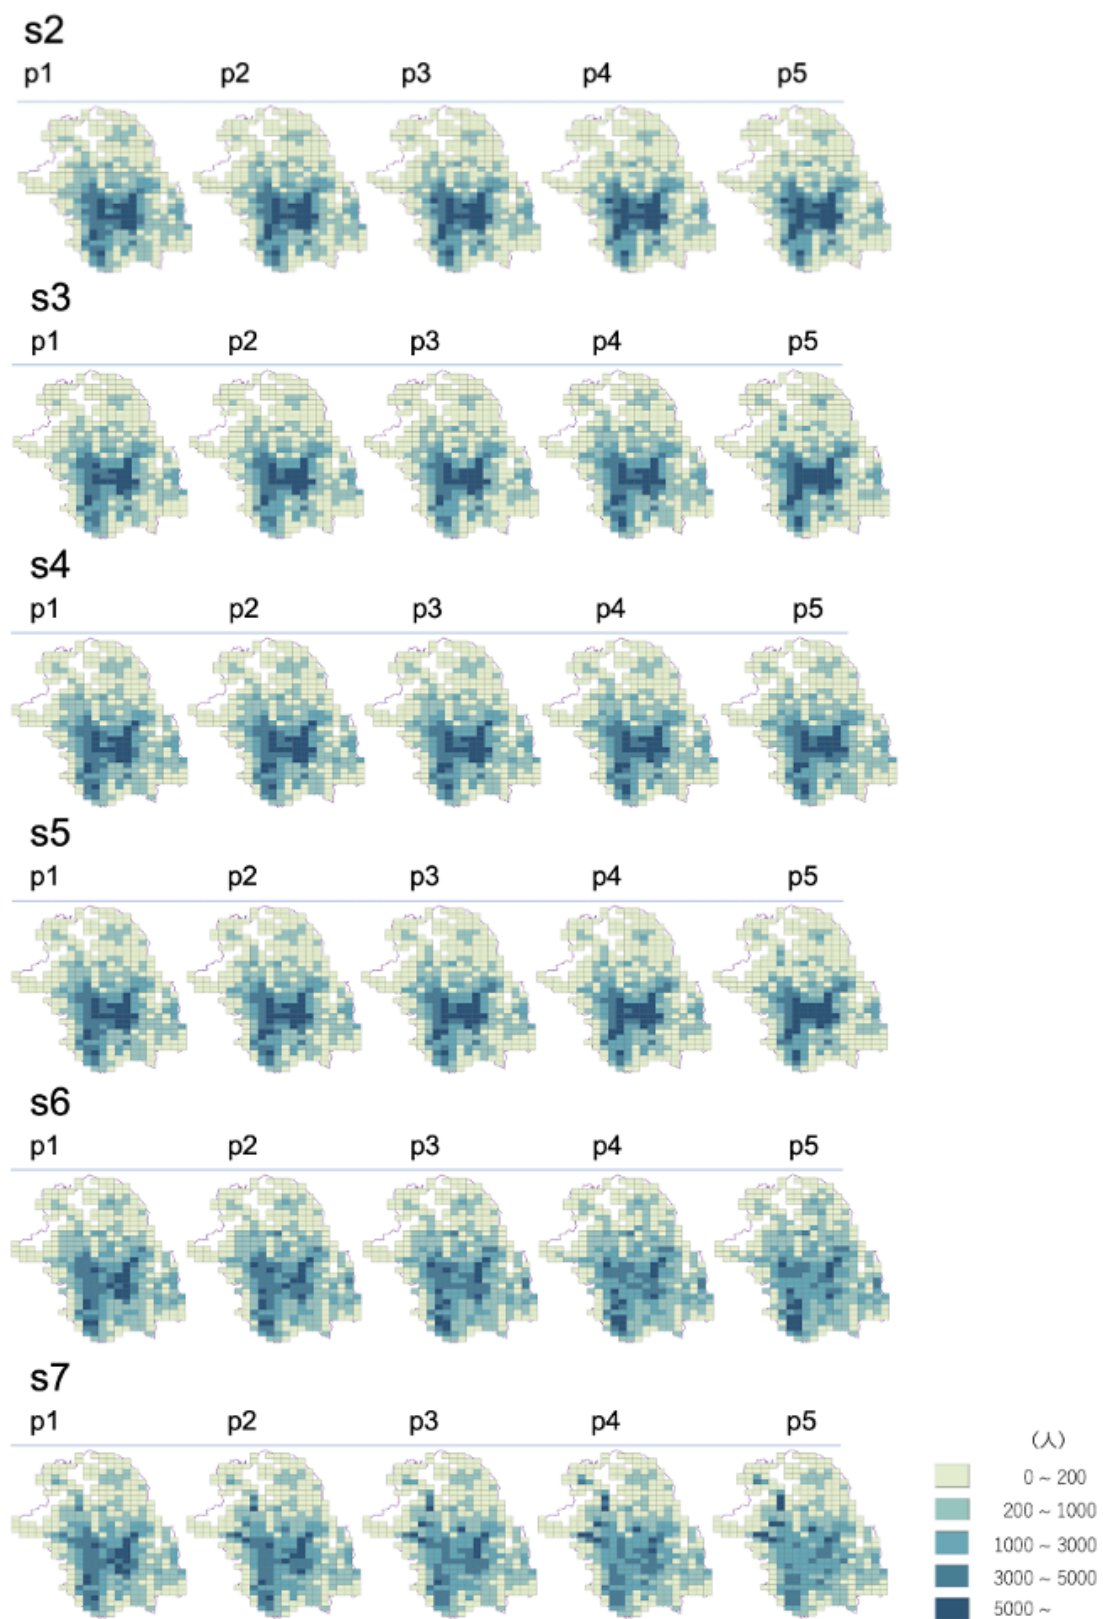 s2
p1 p2 p3 p4 p5
s3
p1 p2 p3 p4 p5
s4
p1 p2 p3 p4 p5
s5
p1 p2 p3 p4 p5
s6
p1 p2 p3 p4 p5
s7
p1 p2 p3 p4 p5
(人)
0 ~ 200
200 ~ 1000
1000 ~ 3000
3000 ~ 5000
5000 ~